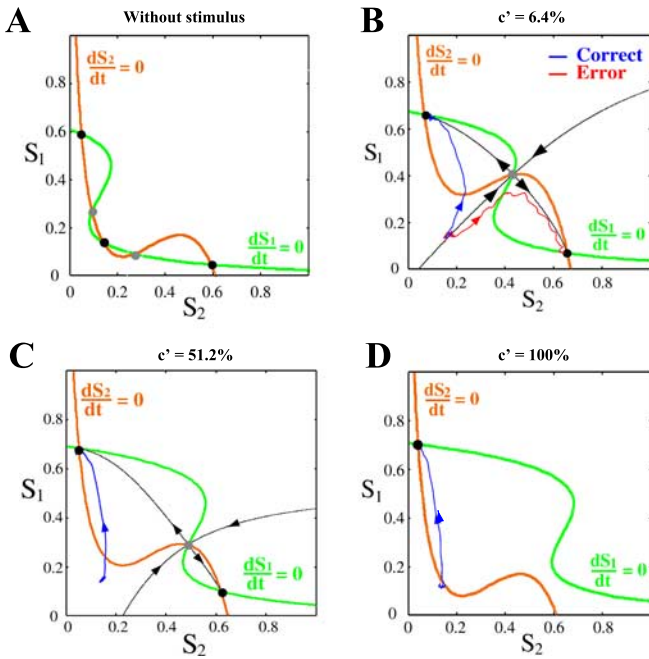 A
Without stimulus
dS₂/dt = 0
S₁
0.8
0.6
0.4
0.2
0
0 0.2 0.4 0.6 0.8
S₂
dS₁/dt = 0
B
c' = 6.4%
dS₂/dt = 0
Correct
Error
S₁
0.8
0.6
0.4
0.2
0
0 0.2 0.4 0.6 0.8
S₂
dS₁/dt = 0
C
c' = 51.2%
dS₂/dt = 0
S₁
0.8
0.6
0.4
0.2
0
0 0.2 0.4 0.6 0.8
S₂
dS₁/dt = 0
D
c' = 100%
dS₂/dt = 0
S₁
0.8
0.6
0.4
0.2
0
0 0.2 0.4 0.6 0.8
S₂
dS₁/dt = 0